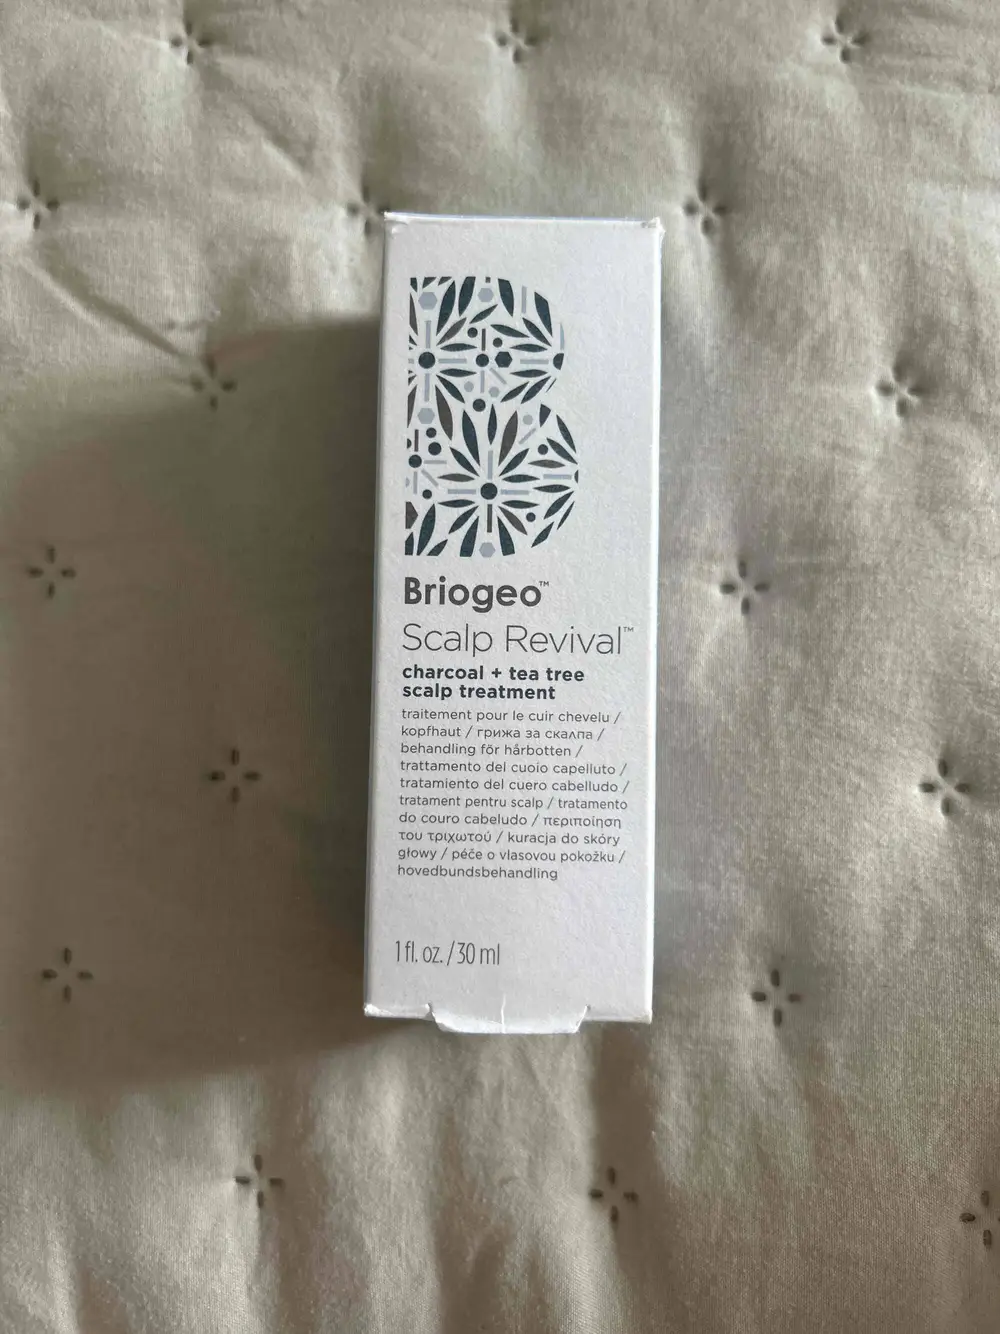 Briogeo™
Scalp Revival™
charcoal + tea tree
scalp treatment
traitement pour le cuir chevelu /
kopfhaut / грижа за скалпа /
behandling för hårbotten /
trattamento del cuoio capelluto /
tratamiento del cuero cabelludo /
tratament pentru scalp / tratamento
do couro cabeludo / περιποίηση
του τριχωτού / kuracja do skóry
głowy / péče o vlasovou pokožku /
hovedbundsbehandling
1 fl. oz. / 30 ml